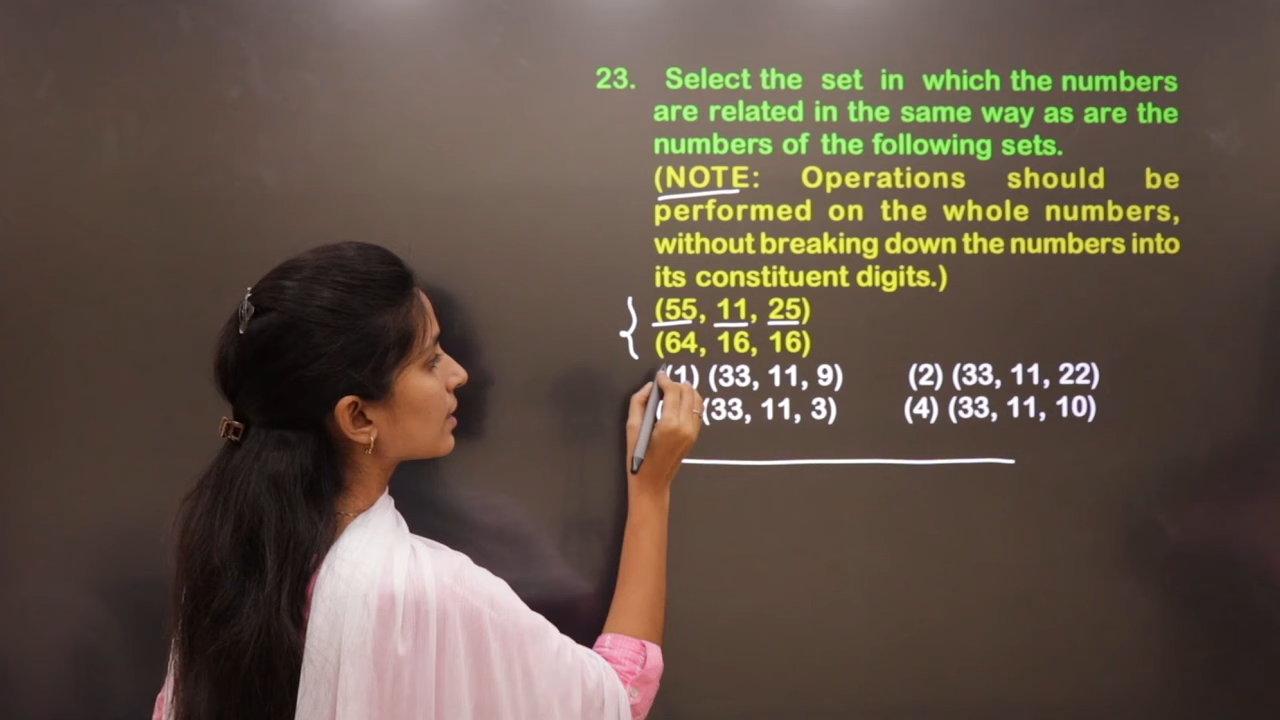 23. Select the set in which the numbers
are related in the same way as are the
numbers of the following sets.
(NOTE: Operations should be
performed on the whole numbers,
without breaking down the numbers into
its constituent digits.)
(55, 11, 25)
(64, 16, 16)
(1) (33, 11, 9) (2) (33, 11, 22)
(33, 11, 3) (4) (33, 11, 10)